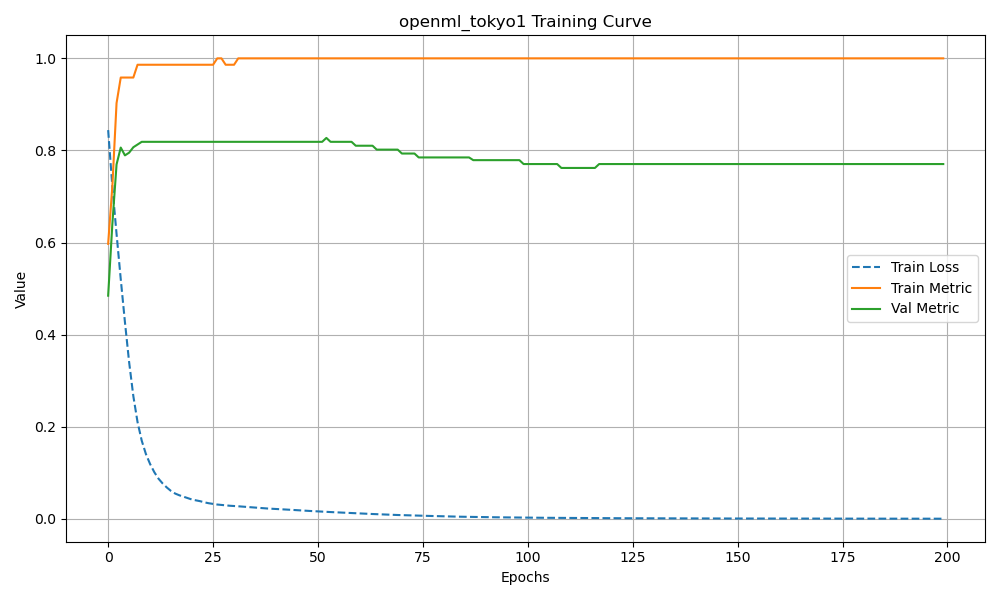 openml_tokyo1 Training Curve
Value
1.0
0.8
0.6
0.4
0.2
0.0
Train Loss
Train Metric
Val Metric
0 25 50 75 100 125 150 175 200
Epochs